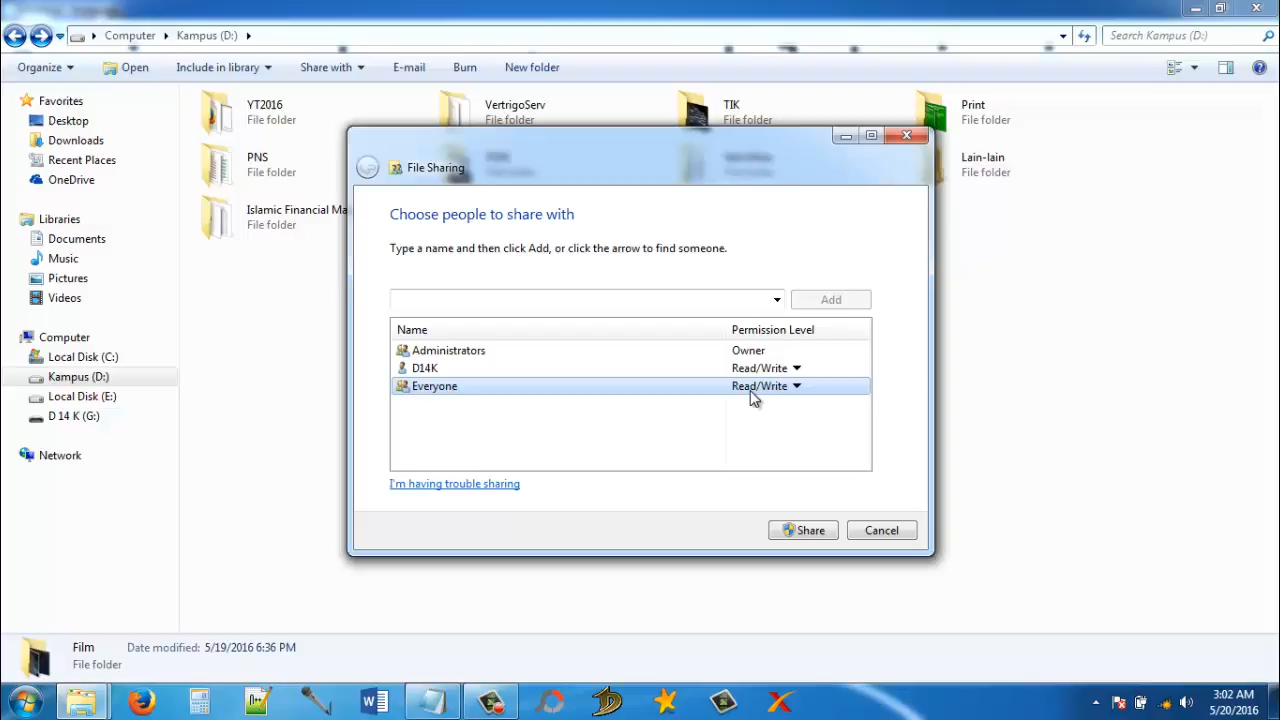 Computer Kampus (D:) Search Kampus (D:)
Organize Open Include in library Share with E-mail Burn New folder
Favorites
Desktop
Downloads
Recent Places
OneDrive
Libraries
Documents
Music
Pictures
Videos
Computer
Local Disk (C:)
Kampus (D:)
Local Disk (E:)
D 14 K (G:)
Network
YT2016
File folder
VertrigoServ
File folder
TIK
File folder
Print
File folder
PNS
File folder
Lain-lain
File folder
Islamic Financial Ma
File folder
File Sharing
Choose people to share with
Type a name and then click Add, or click the arrow to find someone.
Add
Name Permission Level
Administrators Owner
D14K Read/Write
Everyone Read/Write
I'm having trouble sharing
Share Cancel
Film Date modified: 5/19/2016 6:36 PM
File folder
3:02 AM
5/20/2016